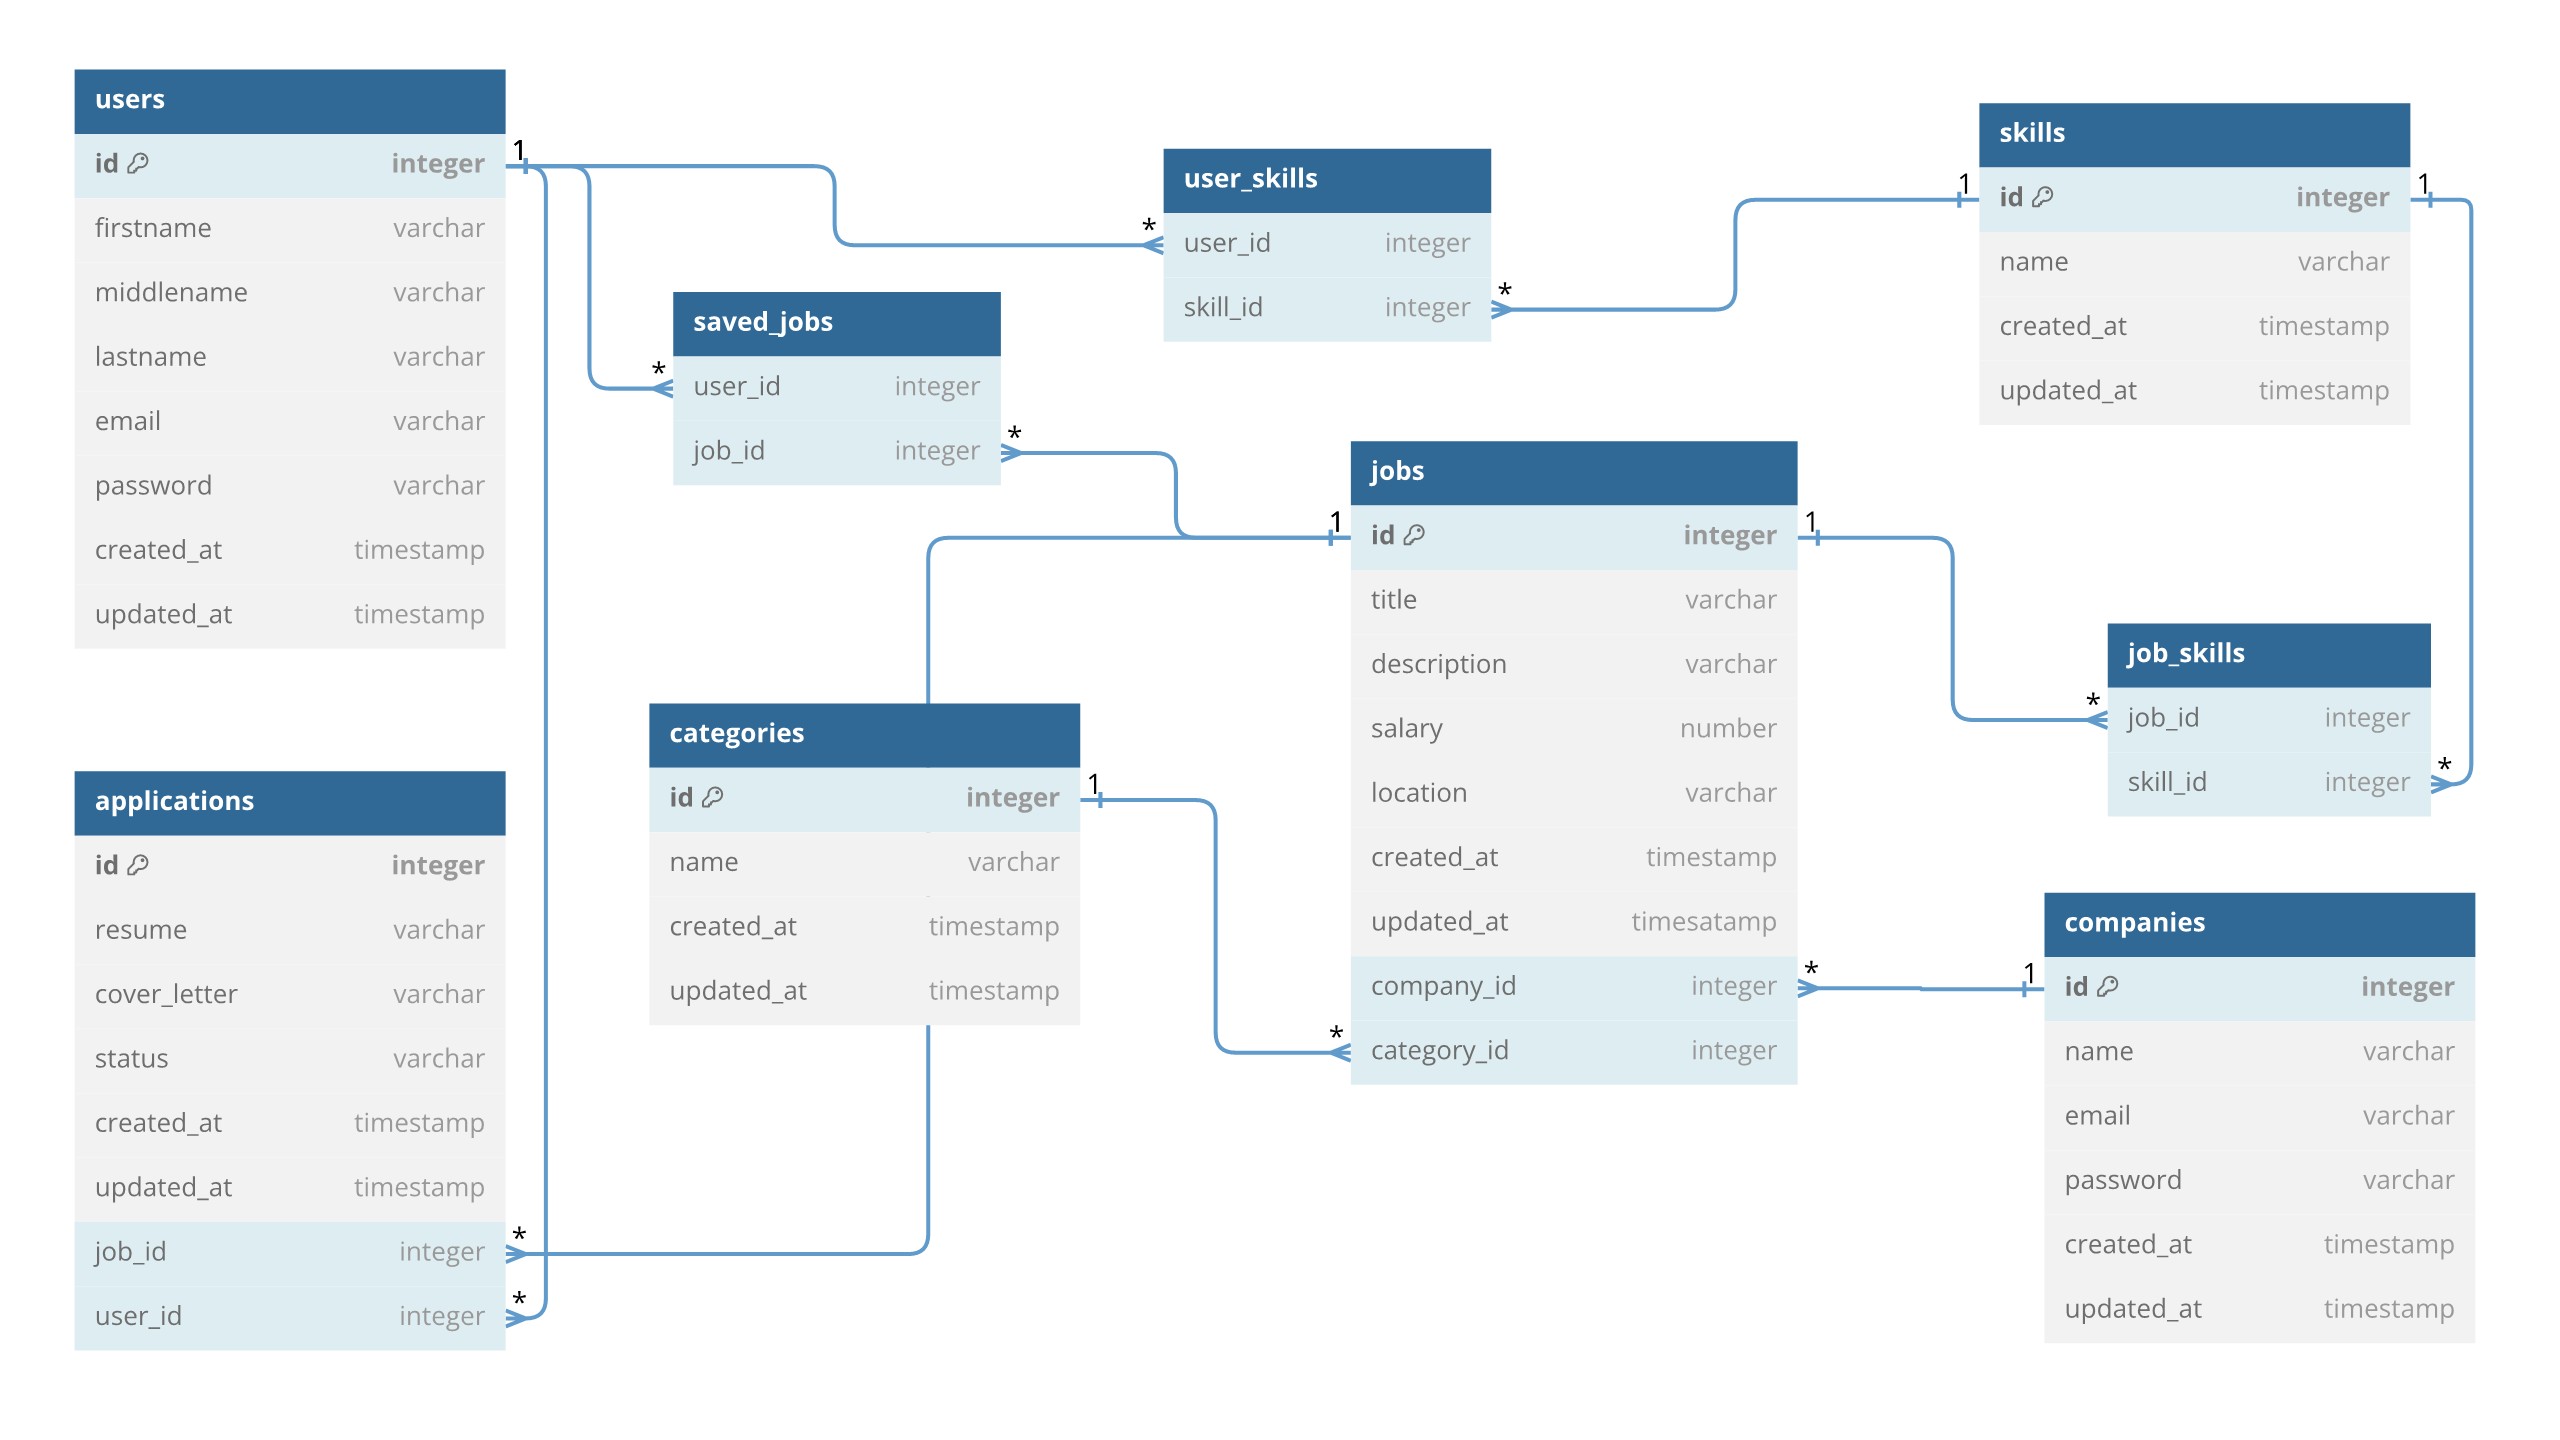 users
id integer
firstname varchar
middlename varchar
lastname varchar
email varchar
password varchar
created_at timestamp
updated_at timestamp
1
*
*
user_skills
user_id integer
skill_id integer
*
1
skills
id integer
name varchar
created_at timestamp
updated_at timestamp
1
saved_jobs
user_id integer
job_id integer
*
1
jobs
id integer
title varchar
description varchar
salary number
location varchar
created_at timestamp
updated_at timesatamp
company_id integer
category_id integer
1
*
*
*
job_skills
job_id integer
skill_id integer
*
categories
id integer
name varchar
created_at timestamp
updated_at timestamp
1
applications
id integer
resume varchar
cover_letter varchar
status varchar
created_at timestamp
updated_at timestamp
job_id integer
user_id integer
*
*
1
companies
id integer
name varchar
email varchar
password varchar
created_at timestamp
updated_at timestamp